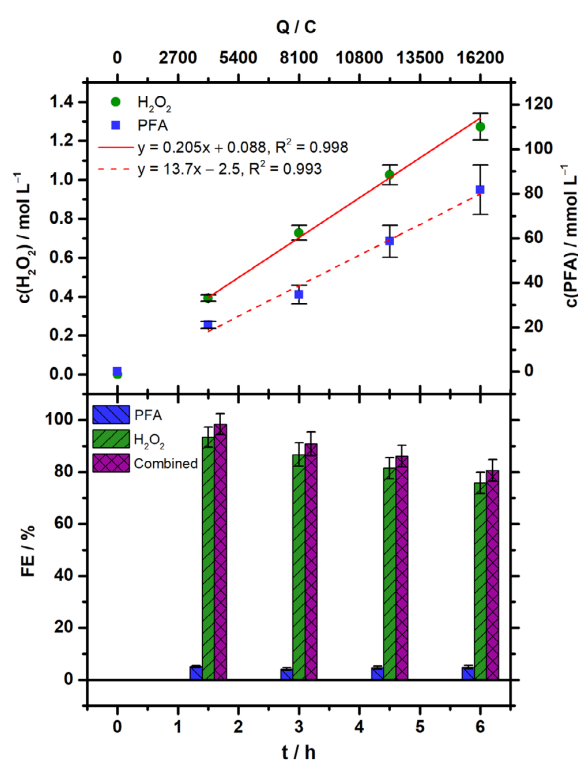 Q / C
0 2700 5400 8100 10800 13500 16200
1.4
1.2
1.0
0.8
0.6
0.4
0.2
0.0
c(H₂O₂) / mol L⁻¹
H₂O₂
PFA
y = 0.205x + 0.088, R² = 0.998
y = 13.7x − 2.5, R² = 0.993
120
100
80
60
40
20
0
c(PFA) / mmol L⁻¹
100
80
60
40
20
0
FE / %
PFA
H₂O₂
Combined
0 1 2 3 4 5 6
t / h